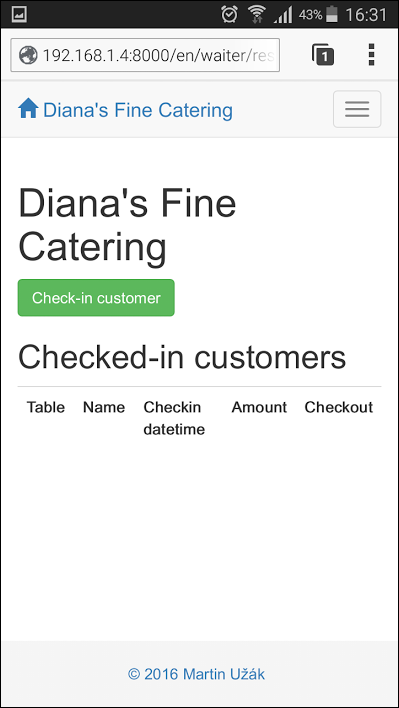 43% 16:31
192.168.1.4:8000/en/waiter/res
1
Diana's Fine Catering
Diana's Fine
Catering
Check-in customer
Checked-in customers
Table Name Checkin Amount Checkout
datetime
© 2016 Martin Užák